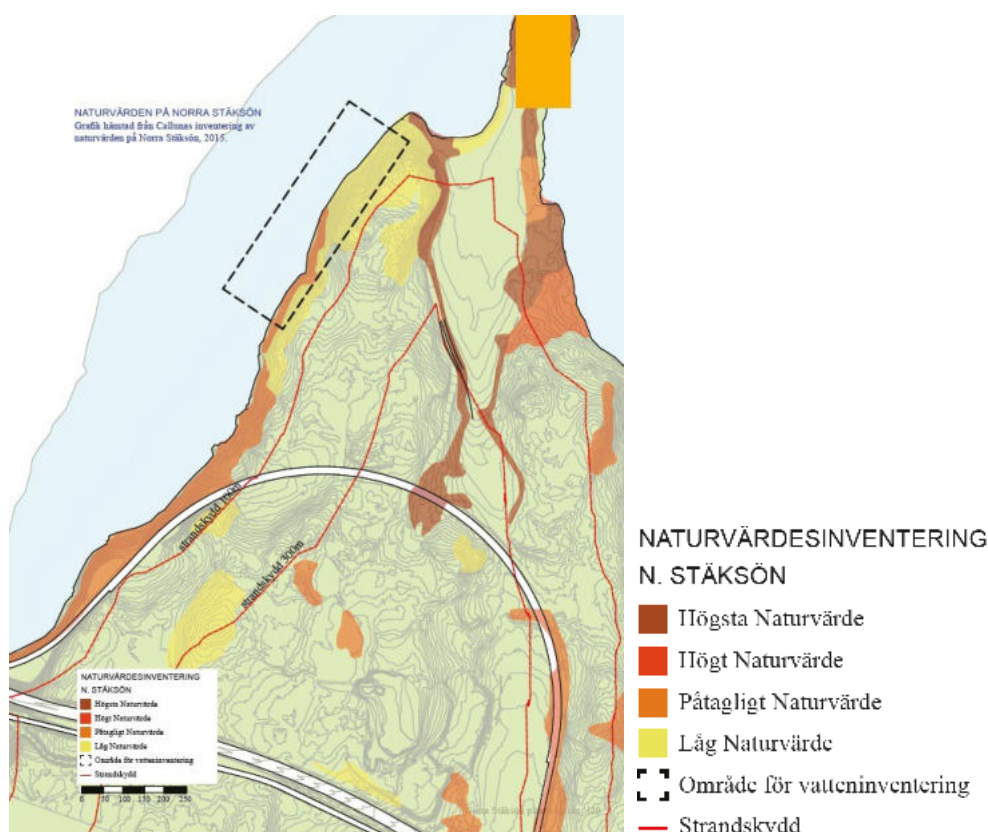 NATURVÄRDEN PÅ NORRA STÄKSÖN
Grafik hämtad från Callunas inventering av
naturvärden på Norra Stäksön, 2015.
strandskydd 100m
strandskydd 300m
NATURVÄRDESINVENTERING
N. STÄKSÖN
Högsta Naturvärde
Högt Naturvärde
Påtagligt Naturvärde
Låg Naturvärde
Område för vatteninventering
Strandskydd
0 50 100 150 200 250
NATURVÄRDESINVENTERING
N. STÄKSÖN
Högsta Naturvärde
Högt Naturvärde
Påtagligt Naturvärde
Låg Naturvärde
Område för vatteninventering
Strandskydd